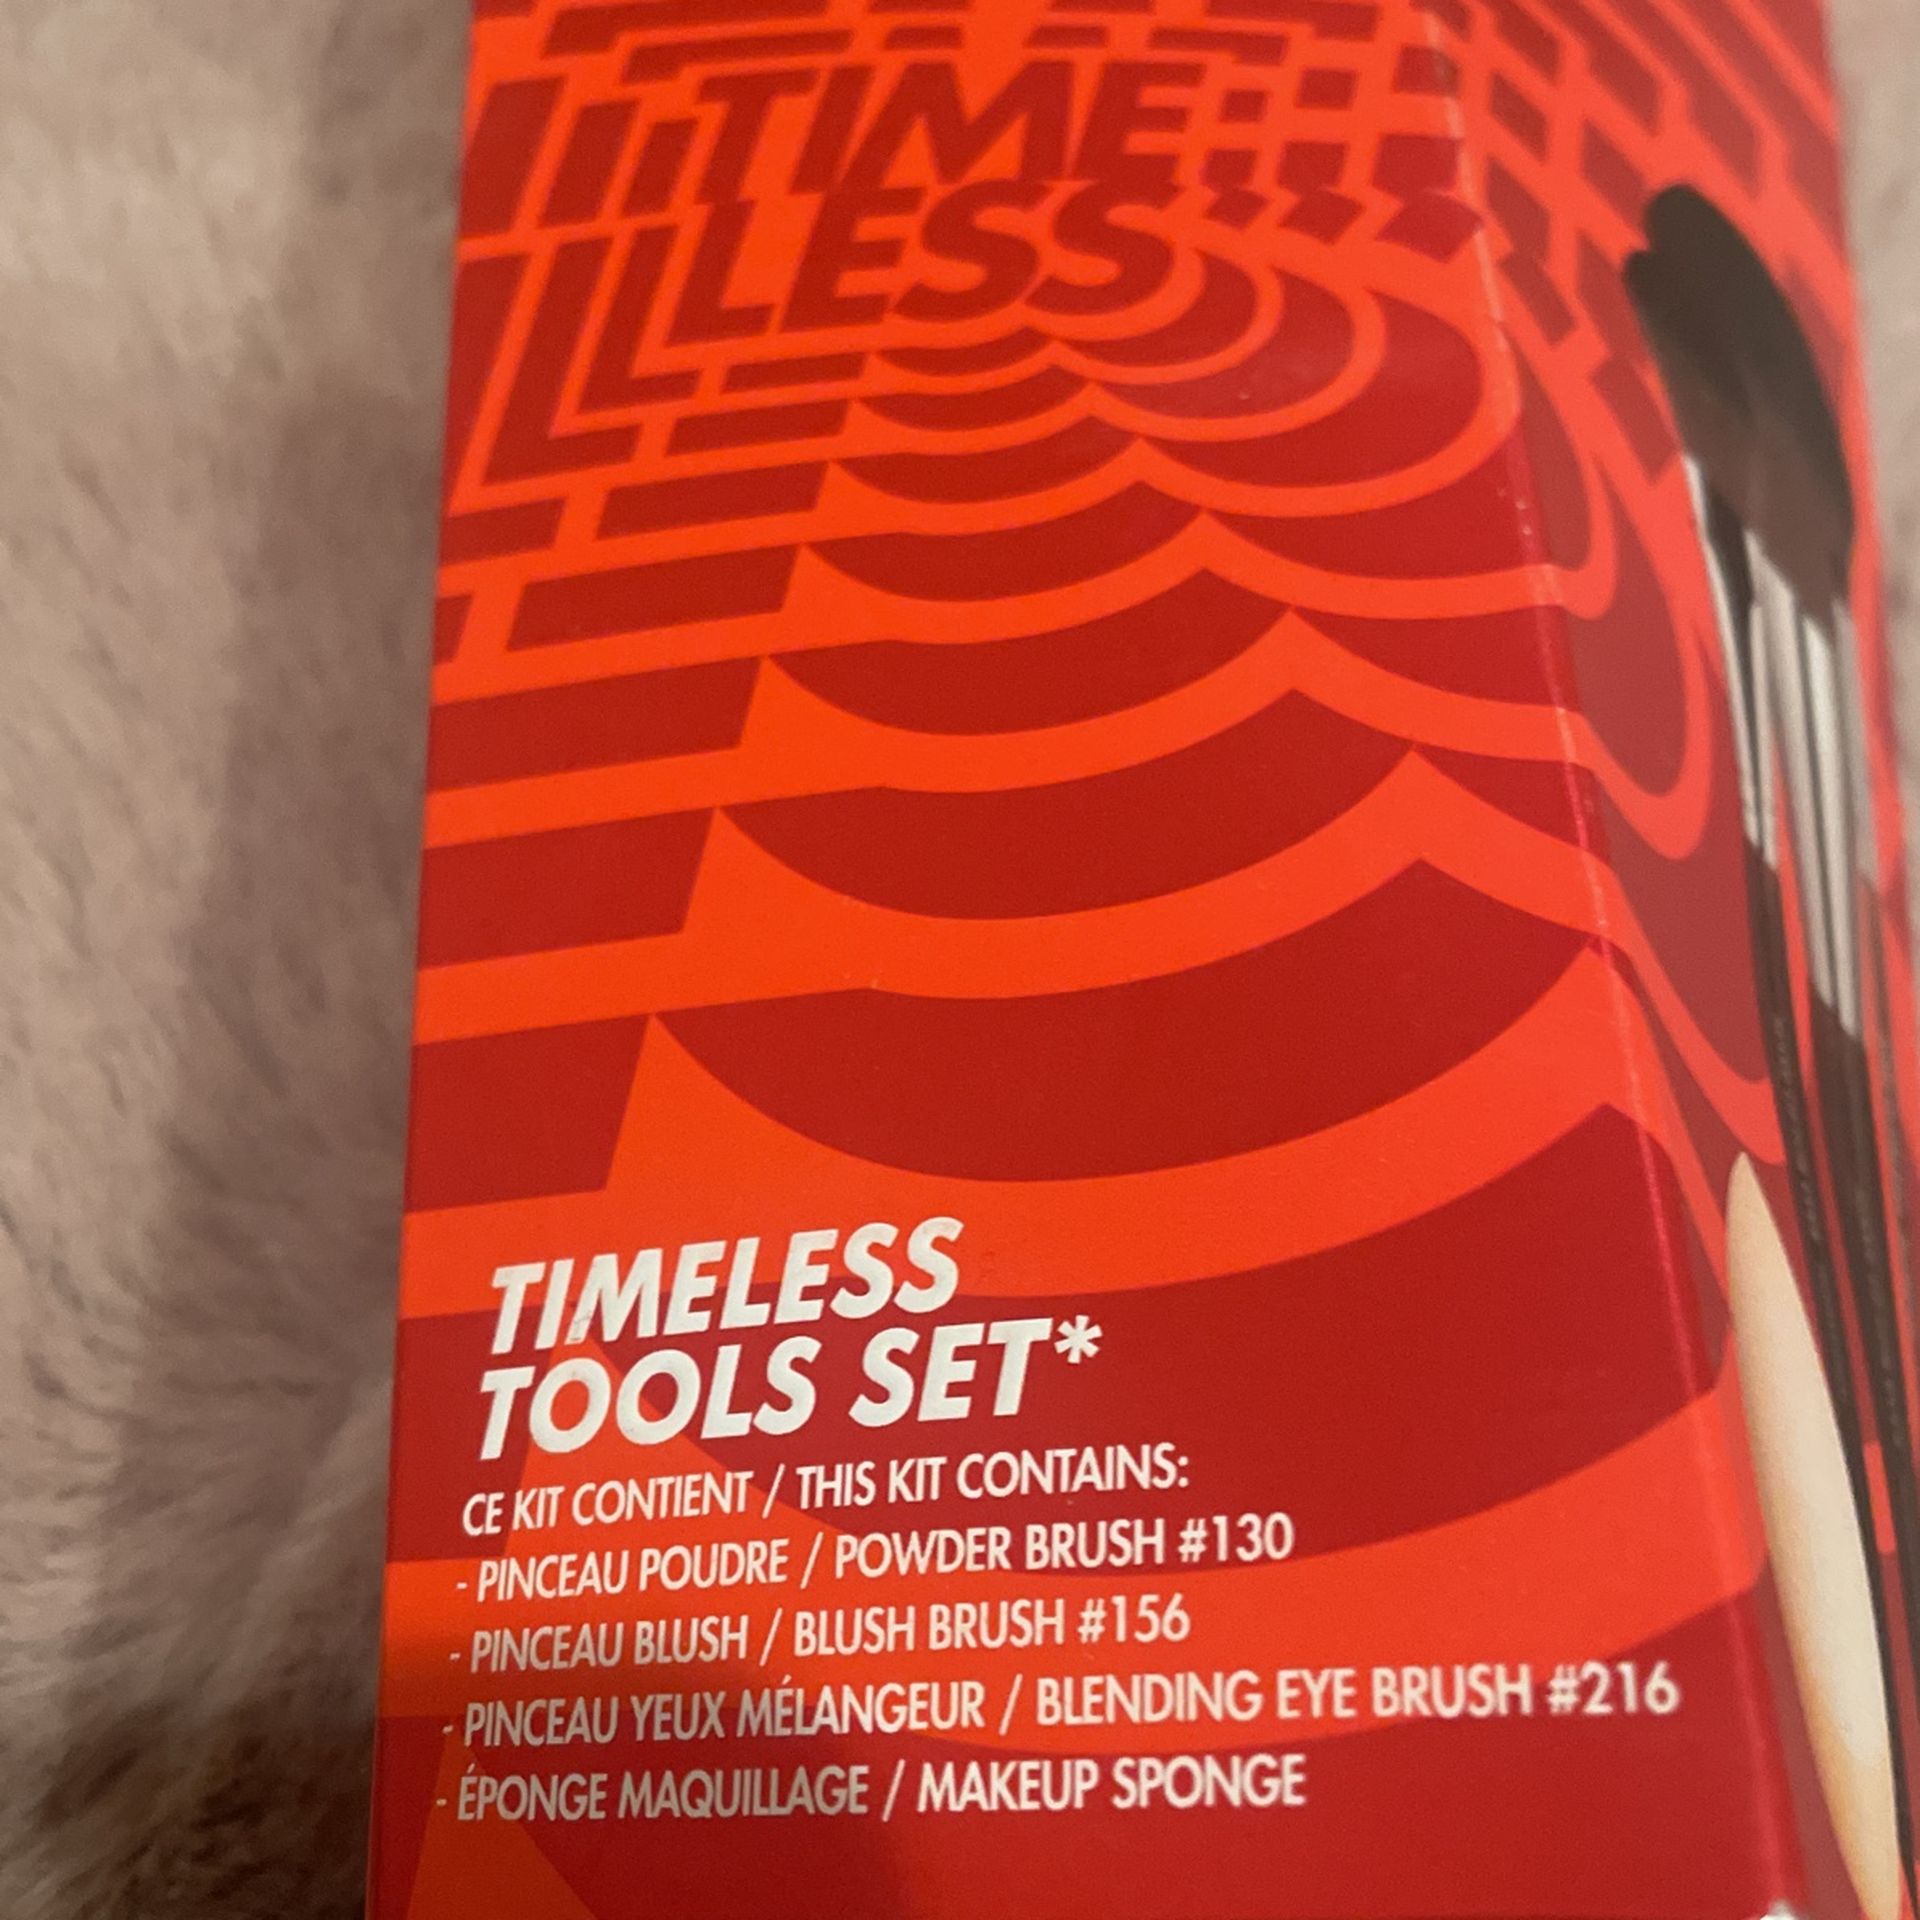 TIME
LESS
TIMELESS
TOOLS SET*
CE KIT CONTIENT / THIS KIT CONTAINS:
- PINCEAU POUDRE / POWDER BRUSH #130
- PINCEAU BLUSH / BLUSH BRUSH #156
- PINCEAU YEUX MÉLANGEUR / BLENDING EYE BRUSH #216
- ÉPONGE MAQUILLAGE / MAKEUP SPONGE